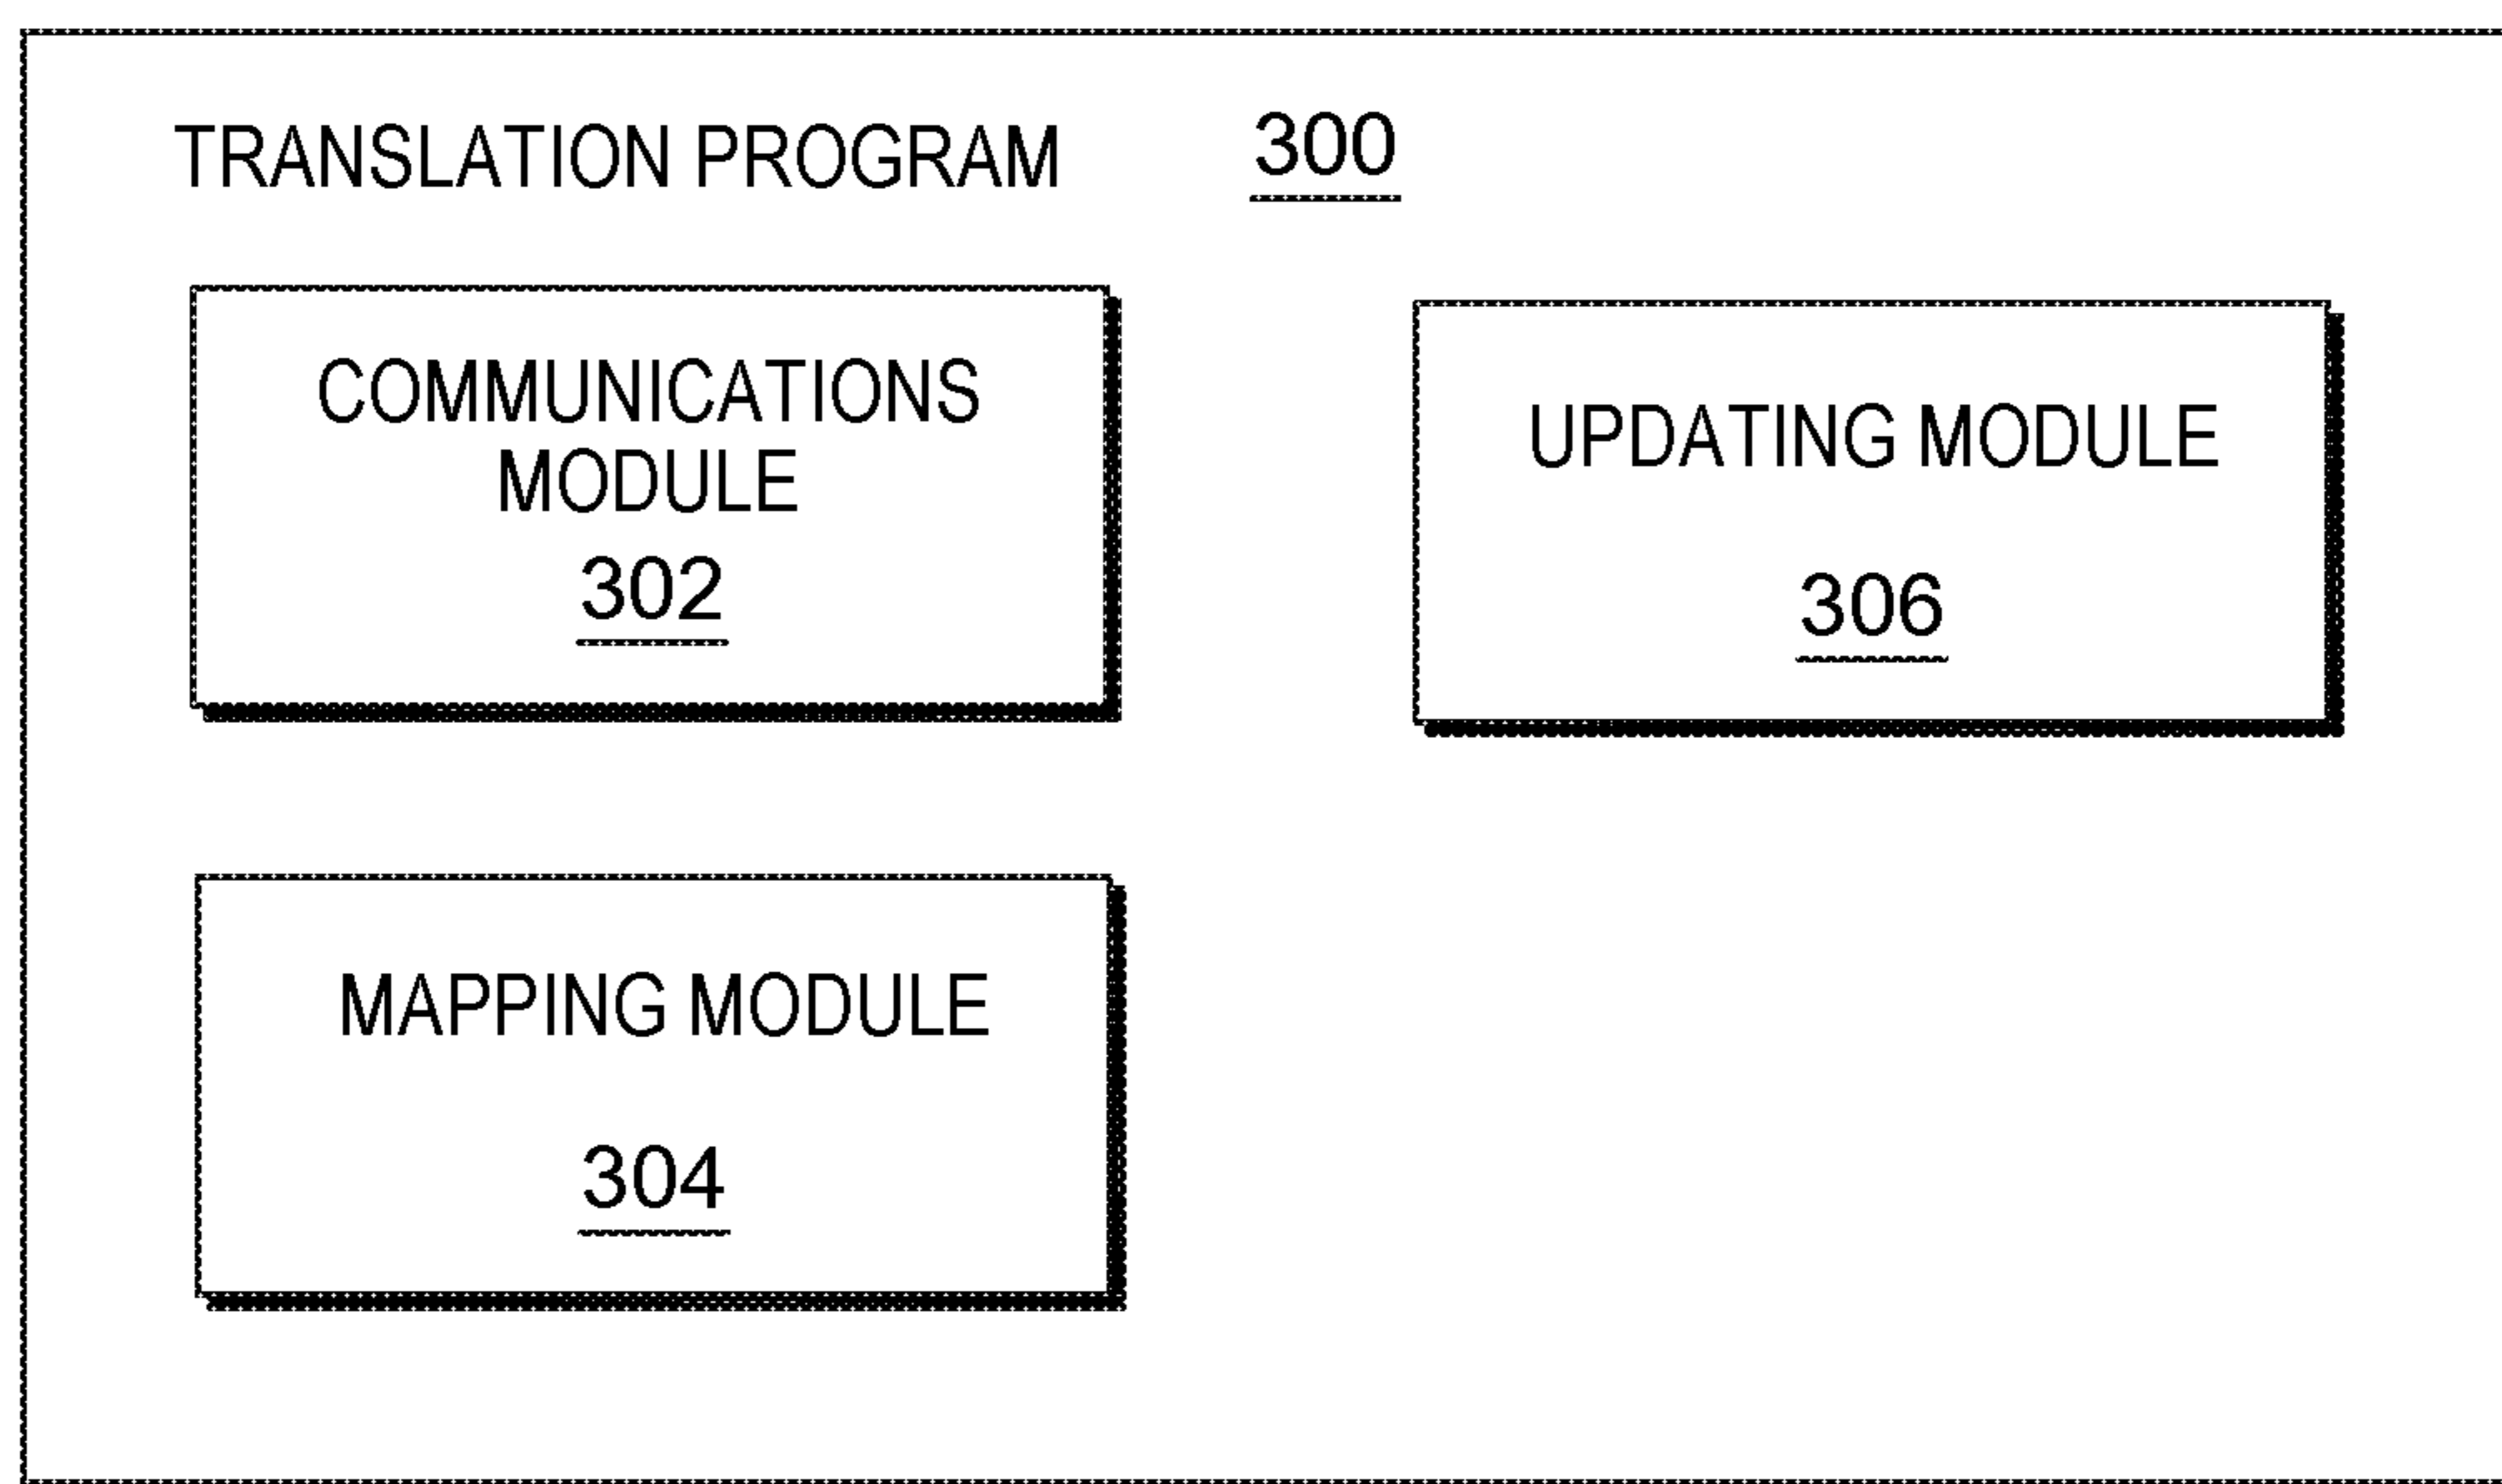 TRANSLATION PROGRAM 300
COMMUNICATIONS
MODULE
302
UPDATING MODULE
306
MAPPING MODULE
304